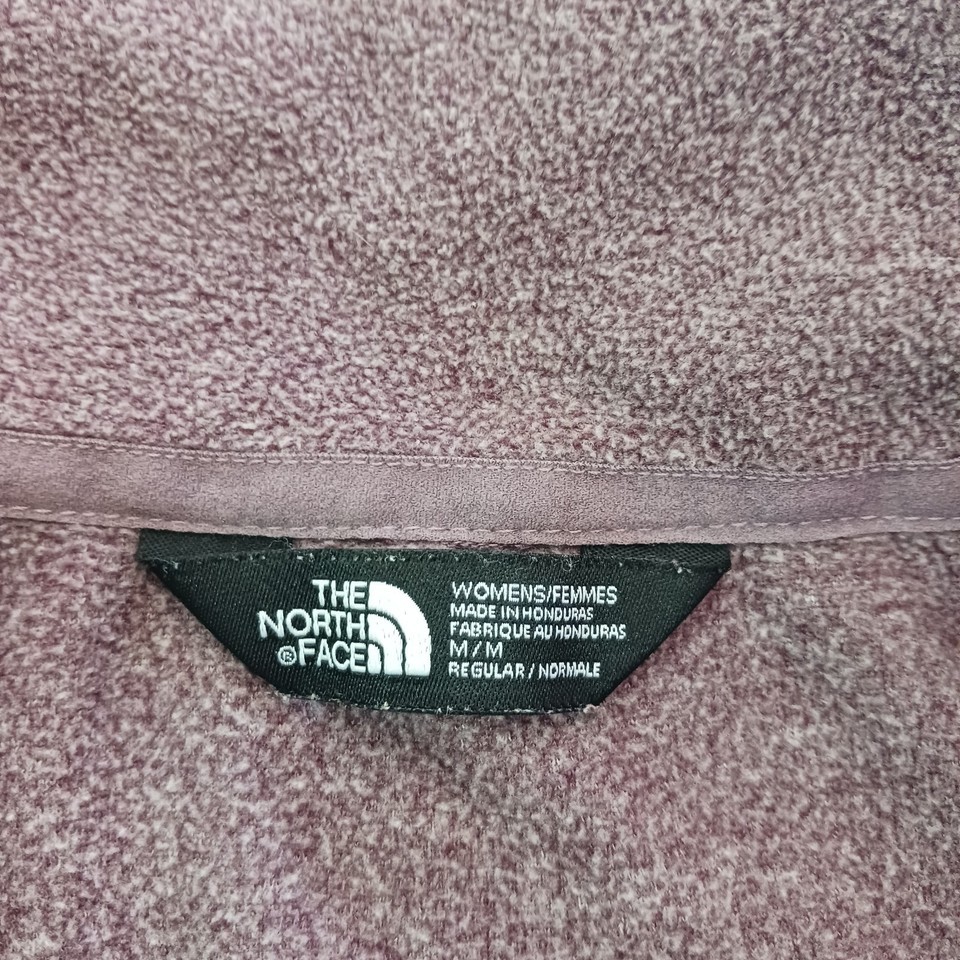 THE
NORTH
®FACE
WOMENS/FEMMES
MADE IN HONDURAS
FABRIQUE AU HONDURAS
M/M
REGULAR / NORMALE